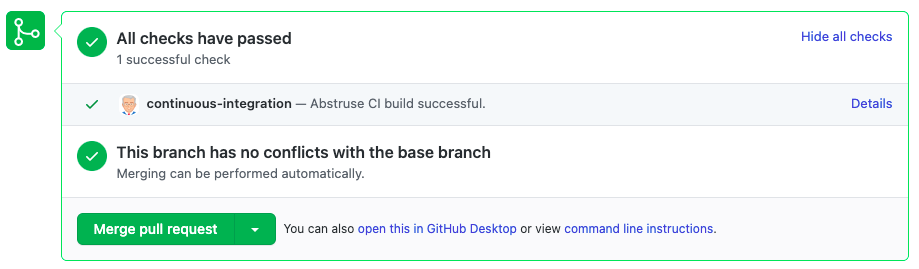 All checks have passed
Hide all checks
1 successful check
continuous-integration — Abstruse CI build successful.
Details
This branch has no conflicts with the base branch
Merging can be performed automatically.
Merge pull request
You can also open this in GitHub Desktop or view command line instructions.